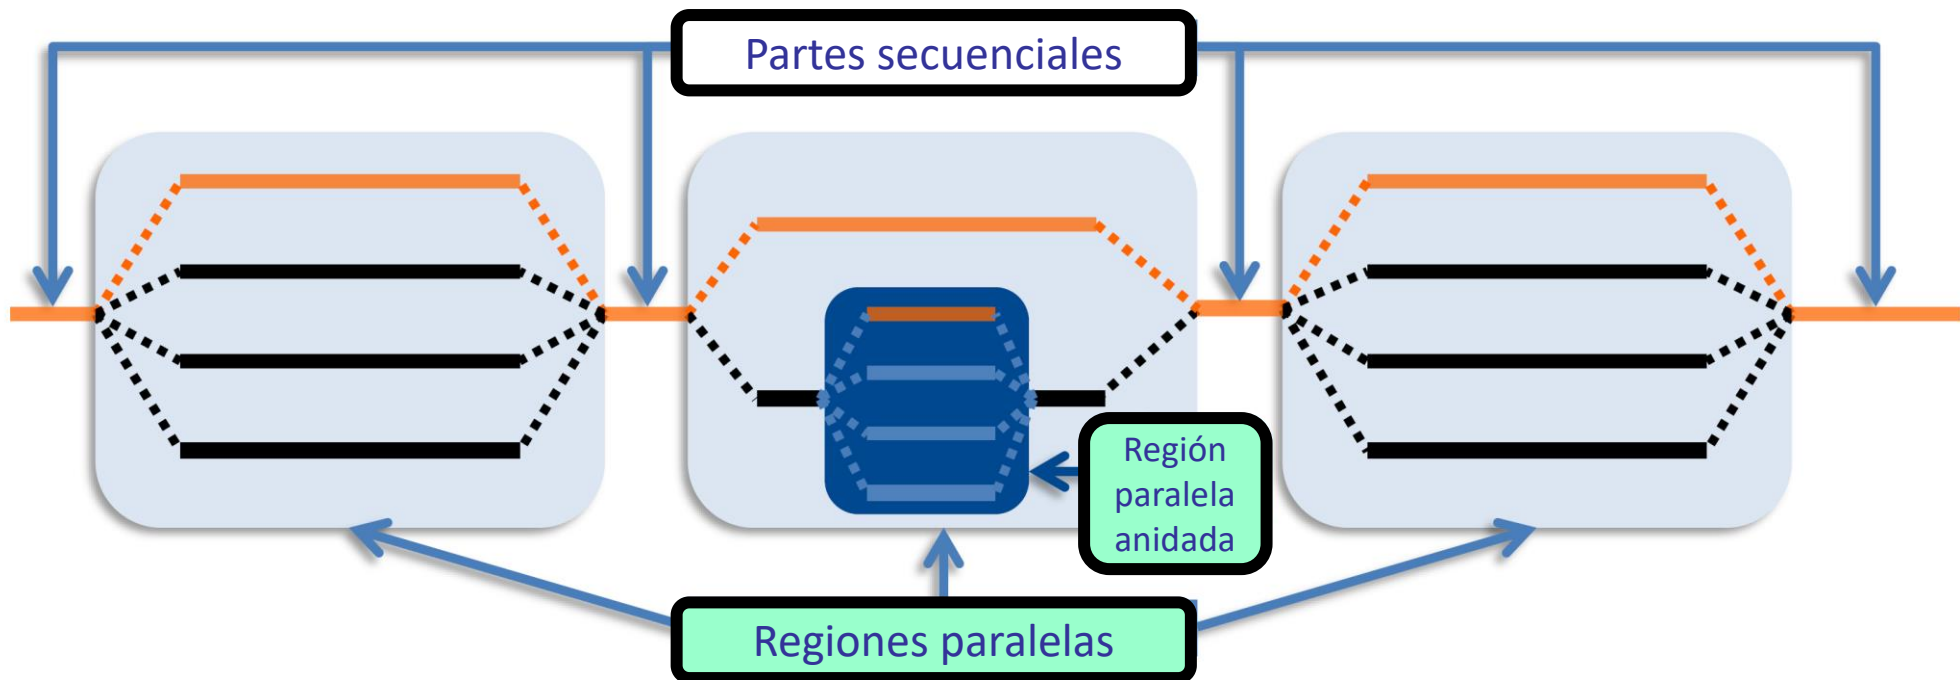 Partes secuenciales
Región
paralela
anidada
Regiones paralelas